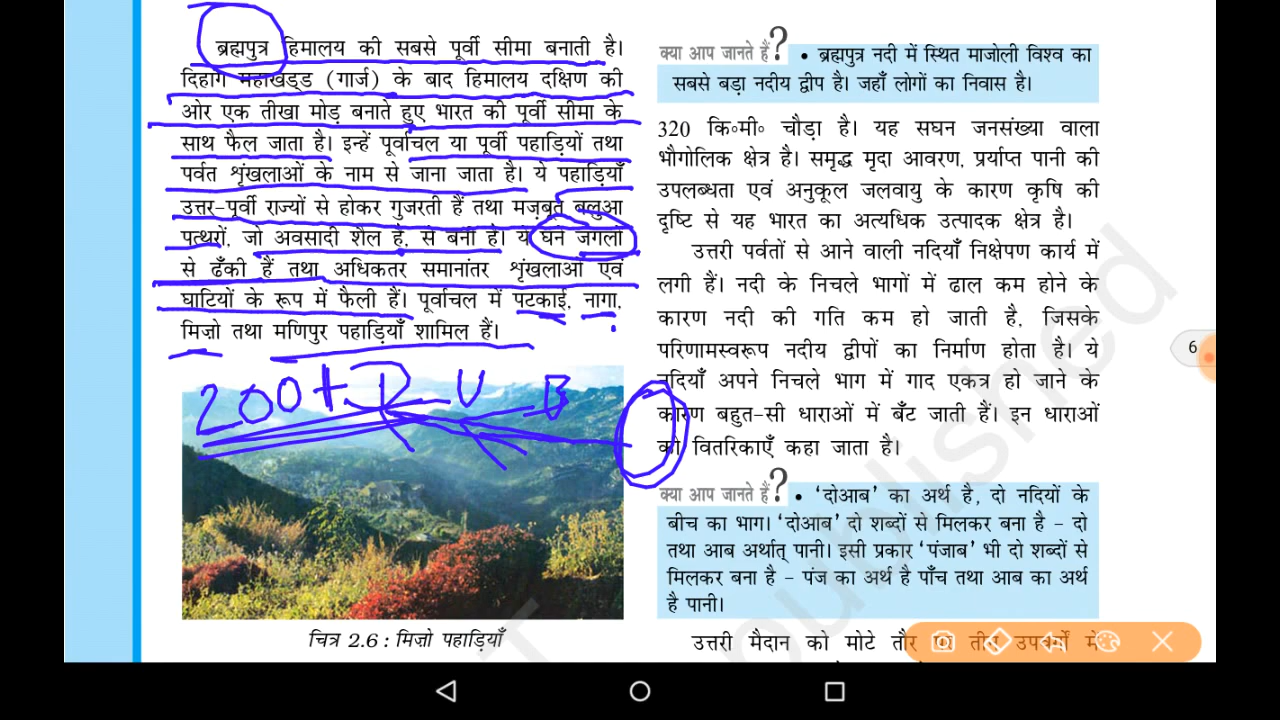 ब्रह्मपुत्र हिमालय की सबसे पूर्वी सीमा बनाती है।
दिहांग महाखड्ड (गार्ज) के बाद हिमालय दक्षिण की
ओर एक तीखा मोड़ बनाते हुए भारत की पूर्वी सीमा के
साथ फैल जाता है। इन्हें पूर्वांचल या पूर्वी पहाड़ियों तथा
पर्वत शृंखलाओं के नाम से जाना जाता है। ये पहाड़ियाँ
उत्तर-पूर्वी राज्यों से होकर गुजरती हैं तथा मज़बूत बलुआ
पत्थरों, जो अवसादी शैल है, से बनी है। ये घने जंगलों
से ढँकी हैं तथा अधिकतर समानांतर शृंखलाओं एवं
घाटियों के रूप में फैली हैं। पूर्वांचल में पटकाई, नागा,
मिज़ो तथा मणिपुर पहाड़ियाँ शामिल हैं।
200+ R U B
चित्र 2.6 : मिज़ो पहाड़ियाँ
क्या आप जानते हैं? • ब्रह्मपुत्र नदी में स्थित माजोली विश्व का
सबसे बड़ा नदीय द्वीप है। जहाँ लोगों का निवास है।
320 कि॰मी॰ चौड़ा है। यह सघन जनसंख्या वाला
भौगोलिक क्षेत्र है। समृद्ध मृदा आवरण, प्रर्याप्त पानी की
उपलब्धता एवं अनुकूल जलवायु के कारण कृषि की
दृष्टि से यह भारत का अत्यधिक उत्पादक क्षेत्र है।
उत्तरी पर्वतों से आने वाली नदियाँ निक्षेपण कार्य में
लगी हैं। नदी के निचले भागों में ढाल कम होने के
कारण नदी की गति कम हो जाती है, जिसके
परिणामस्वरूप नदीय द्वीपों का निर्माण होता है। ये
नदियाँ अपने निचले भाग में गाद एकत्र हो जाने के
कारण बहुत-सी धाराओं में बँट जाती हैं। इन धाराओं
को वितरिकाएँ कहा जाता है।
क्या आप जानते हैं? • ‘दोआब’ का अर्थ है, दो नदियों के
बीच का भाग। ‘दोआब’ दो शब्दों से मिलकर बना है – दो
तथा आब अर्थात् पानी। इसी प्रकार ‘पंजाब’ भी दो शब्दों से
मिलकर बना है – पंज का अर्थ है पाँच तथा आब का अर्थ
है पानी।
उत्तरी मैदान को मोटे तौर पर तीन उपवर्गों में
6